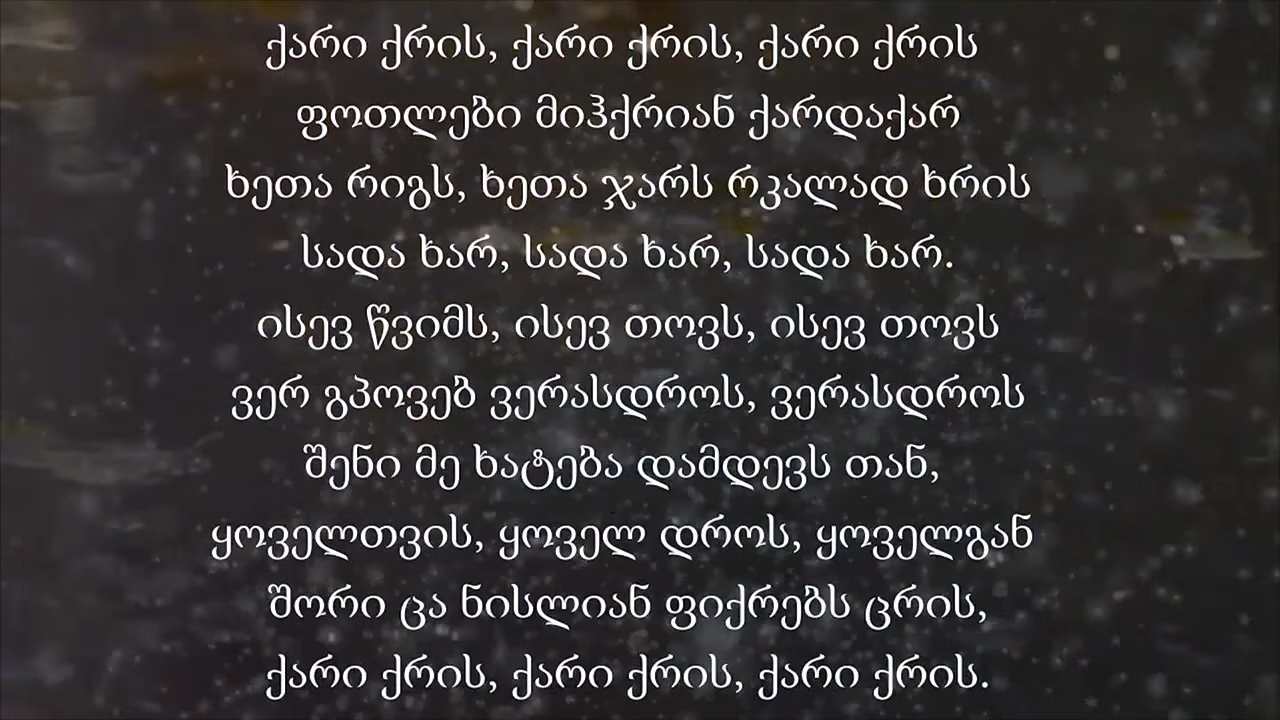 ქარი ქრის, ქარი ქრის, ქარი ქრის
ფოთლები მიჰქრიან ქარდაქარ
ხეთა რიგს, ხეთა ჯარს რკალად ხრის
სადა ხარ, სადა ხარ, სადა ხარ.
ისევ წვიმს, ისევ თოვს, ისევ თოვს
ვერ გპოვებ ვერასდროს, ვერასდროს
შენი მე ხატება დამდევს თან,
ყოველთვის, ყოველ დროს, ყოველგან
შორი ცა ნისლიან ფიქრებს ცრის,
ქარი ქრის, ქარი ქრის, ქარი ქრის.